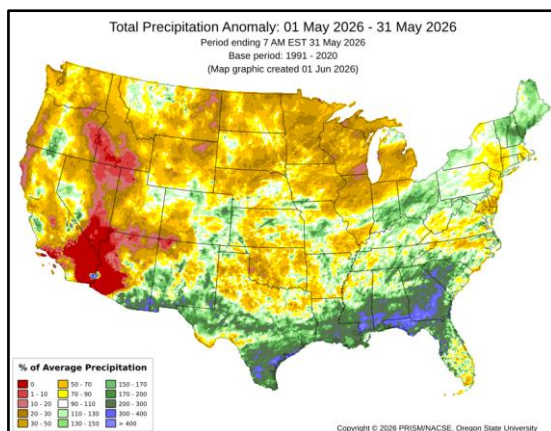 Total Precipitation Anomaly: 01 May 2026 - 31 May 2026
Period ending 7 AM EST 31 May 2026
Base period: 1991 - 2020
(Map graphic created 01 Jun 2026)
% of Average Precipitation
0
1 - 10
10 - 20
20 - 30
30 - 50
50 - 70
70 - 90
90 - 110
110 - 130
130 - 150
150 - 170
170 - 200
200 - 300
300 - 400
> 400
Copyright © 2026 PRISM/NACSE, Oregon State University